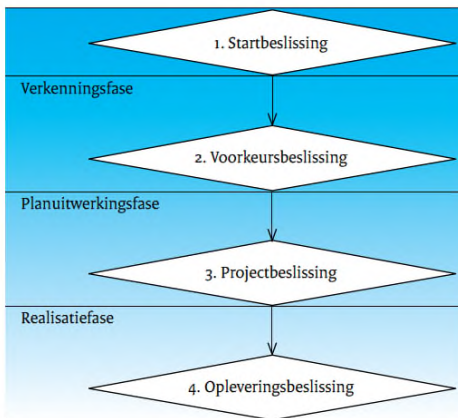 1. Startbeslissing
Verkenningsfase
2. Voorkeursbeslissing
Planuitwerkingsfase
3. Projectbeslissing
Realisatiefase
4. Opleveringsbeslissing